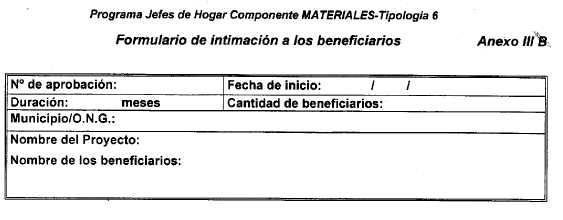 Programa Jefes de Hogar Componente MATERIALES-Tipología 6
Formulario de intimación a los beneficiarios Anexo III B
Nº de aprobación: Fecha de inicio: / /
Duración: meses Cantidad de beneficiarios:
Municipio/O.N.G.:
Nombre del Proyecto:
Nombre de los beneficiarios: